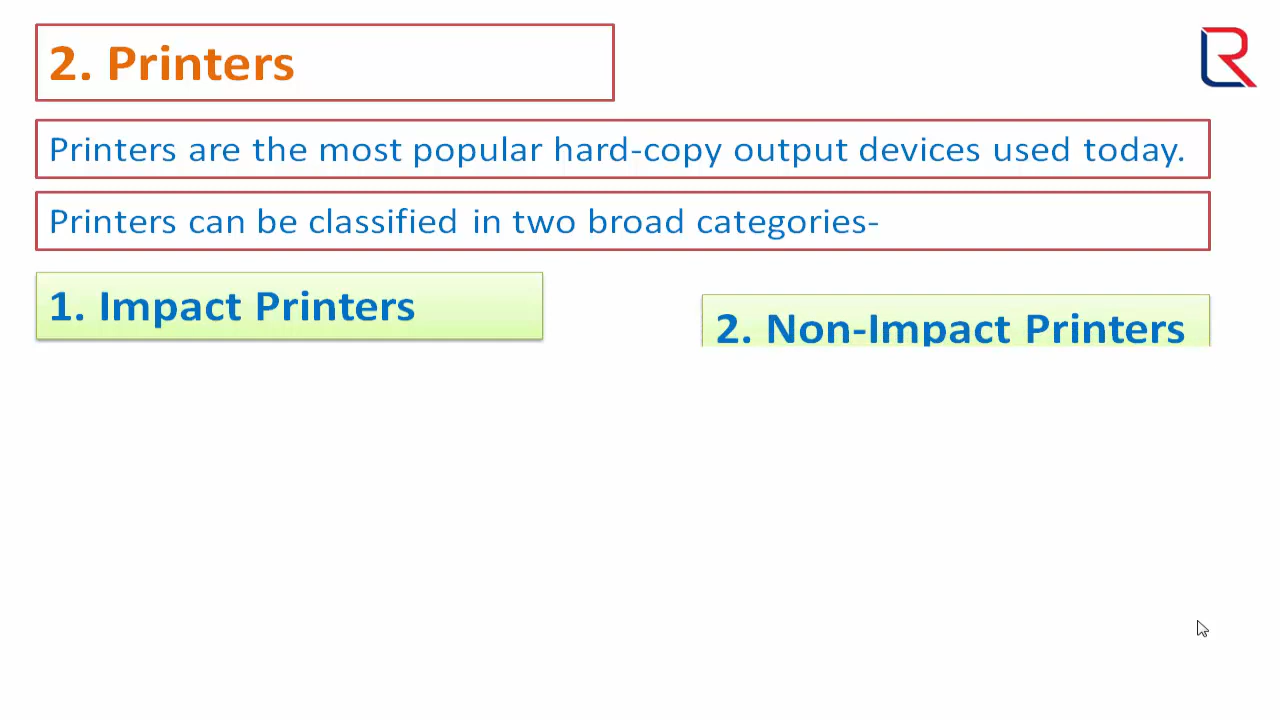 2. Printers
Printers are the most popular hard-copy output devices used today.
Printers can be classified in two broad categories-
1. Impact Printers
2. Non-Impact Printers